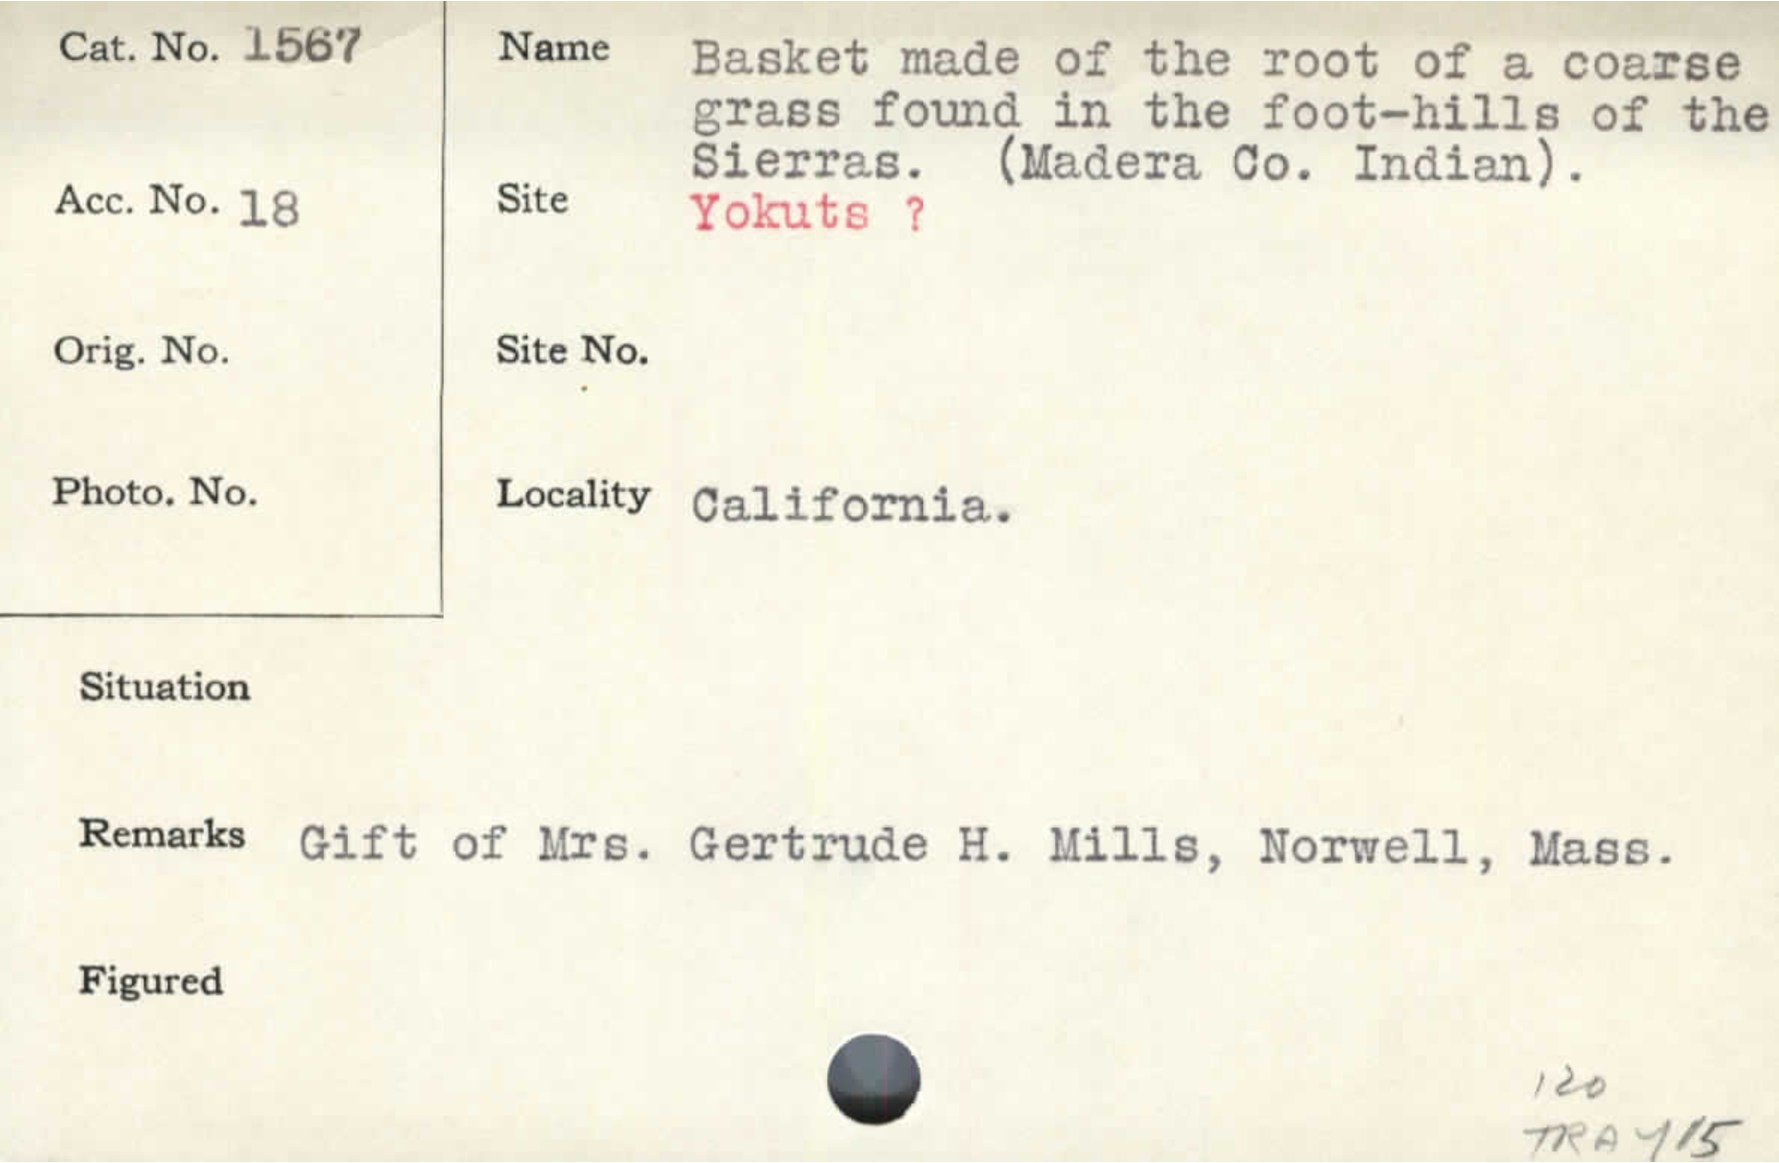 Cat. No. 1567
Name Basket made of the root of a coarse
grass found in the foot-hills of the
Sierras. (Madera Co. Indian).
Acc. No. 18
Site Yokuts ?
Orig. No.
Site No.
Photo. No.
Locality California.
Situation
Remarks Gift of Mrs. Gertrude H. Mills, Norwell, Mass.
Figured
120
TRAY 15